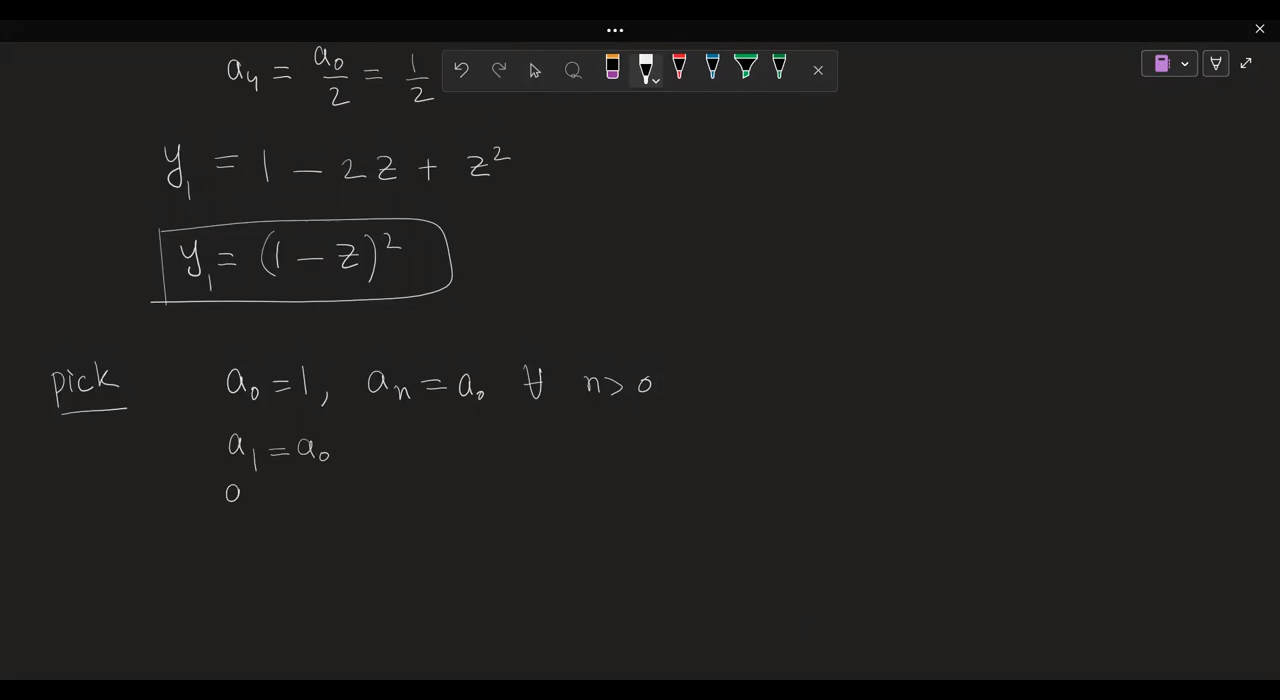 a₄ = a₀/2 = 1/2
y₁ = 1 − 2z + z²
y₁ = (1 − z)²
pick a₀ = 1, aₙ = a₀ ∀ n > 0
a₁ = a₀
0